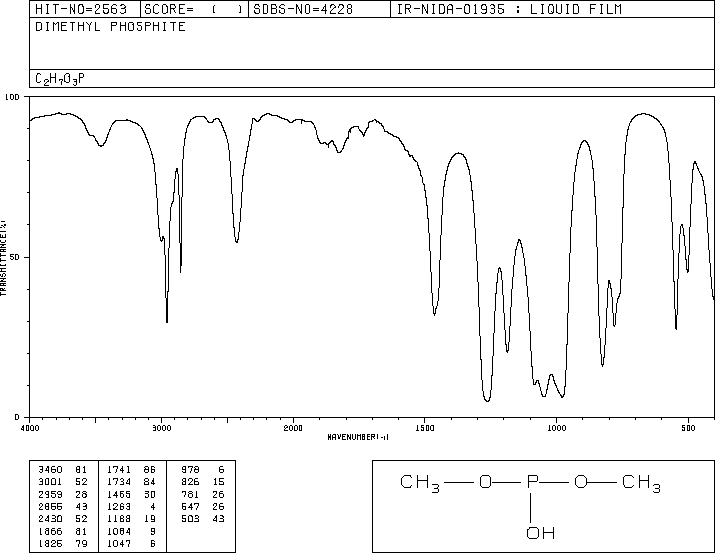 HIT-NO=2563 SCORE= ( ) SDBS-NO=4228 IR-NIDA-01935 : LIQUID FILM
DIMETHYL PHOSPHITE
C2H7O3P
100
TRANSMITTANCE(%)
50
0
4000 3000 2000 1500 1000 500
WAVENUMBER(-1)
3460 81 1741 86 978 6
3001 52 1734 84 826 15
2959 28 1465 30 781 26
2855 43 1263 4 547 26
2430 52 1188 19 503 43
1866 81 1084 9
1825 79 1047 6
CH3 O P O CH3
OH